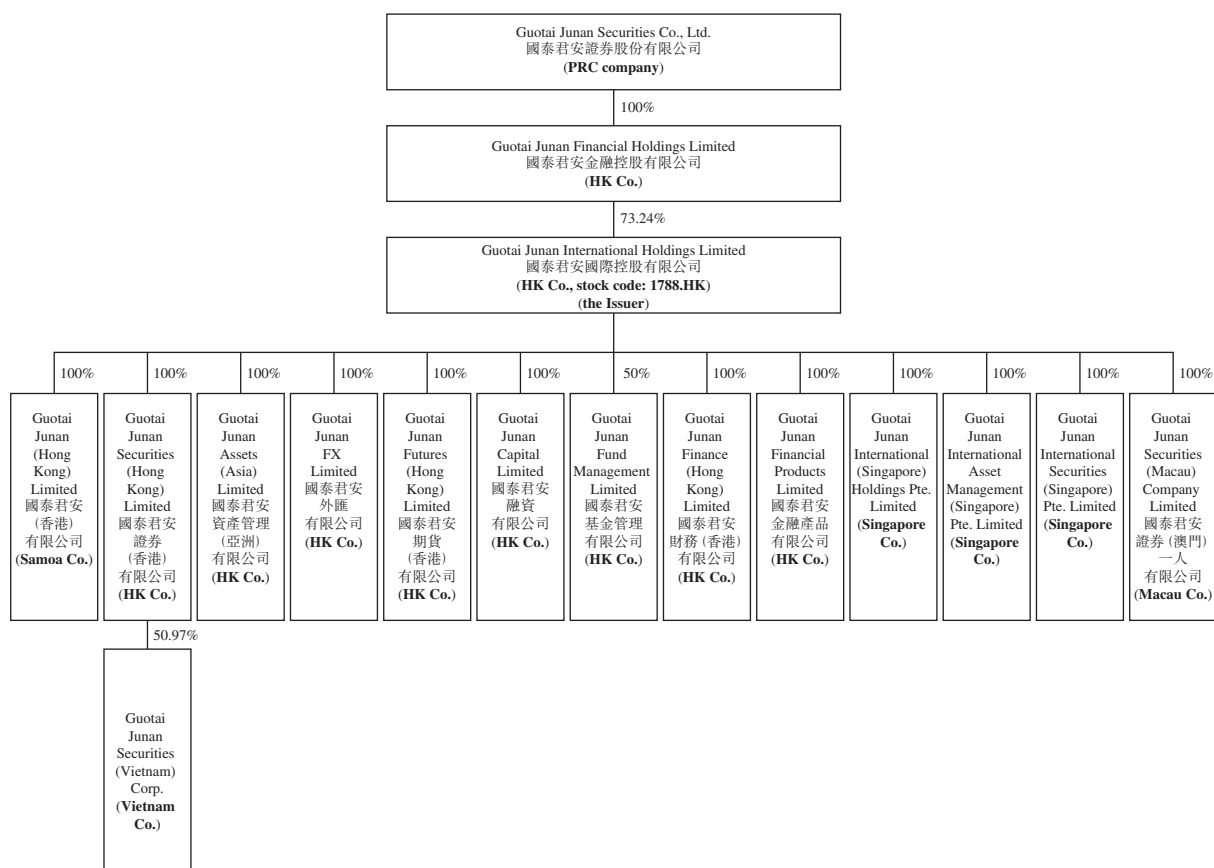 Guotai Junan Securities Co., Ltd.
國泰君安證券股份有限公司
(PRC company)
100%
Guotai Junan Financial Holdings Limited
國泰君安金融控股有限公司
(HK Co.)
73.24%
Guotai Junan International Holdings Limited
國泰君安國際控股有限公司
(HK Co., stock code: 1788.HK)
(the Issuer)
100%
100%
100%
100%
100%
100%
50%
100%
100%
100%
100%
100%
100%
Guotai
Junan
(Hong
Kong)
Limited
國泰君安
(香港)
有限公司
(Samoa Co.)
Guotai
Junan
Securities
(Hong
Kong)
Limited
國泰君安
證券
(香港)
有限公司
(HK Co.)
Guotai
Junan
Assets
(Asia)
Limited
國泰君安
資產管理
(亞洲)
有限公司
(HK Co.)
Guotai
Junan
FX
Limited
國泰君安
外匯
有限公司
(HK Co.)
Guotai
Junan
Futures
(Hong
Kong)
Limited
國泰君安
期貨
(香港)
有限公司
(HK Co.)
Guotai
Junan
Capital
Limited
國泰君安
融資
有限公司
(HK Co.)
Guotai
Junan
Fund
Management
Limited
國泰君安
基金管理
有限公司
(HK Co.)
Guotai
Junan
Finance
(Hong
Kong)
Limited
國泰君安
財務(香港)
有限公司
(HK Co.)
Guotai
Junan
Financial
Products
Limited
國泰君安
金融產品
有限公司
(HK Co.)
Guotai
Junan
International
(Singapore)
Holdings Pte.
Limited
(Singapore
Co.)
Guotai
Junan
International
Asset
Management
(Singapore)
Pte. Limited
(Singapore
Co.)
Guotai
Junan
International
Securities
(Singapore)
Pte. Limited
(Singapore
Co.)
Guotai
Junan
Securities
(Macau)
Company
Limited
國泰君安
證券(澳門)
一人
有限公司
(Macau Co.)
50.97%
Guotai
Junan
Securities
(Vietnam)
Corp.
(Vietnam
Co.)